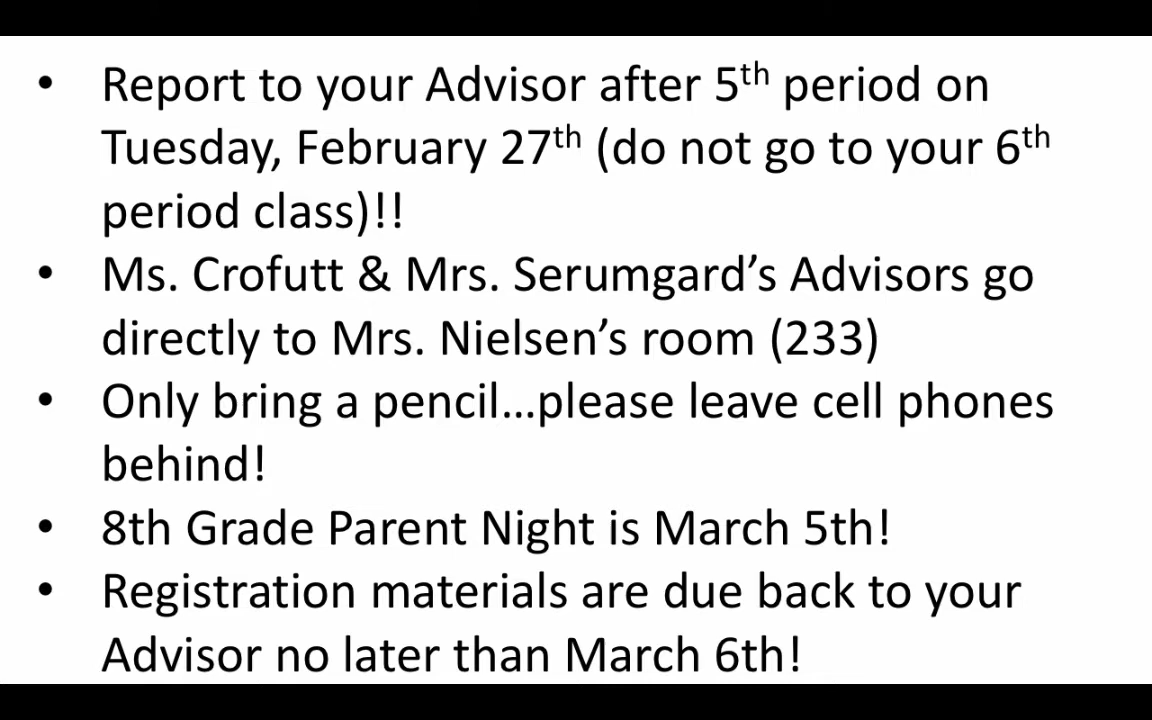 • Report to your Advisor after 5th period on
Tuesday, February 27th (do not go to your 6th
period class)!!
• Ms. Crofutt & Mrs. Serumgard’s Advisors go
directly to Mrs. Nielsen’s room (233)
• Only bring a pencil…please leave cell phones
behind!
• 8th Grade Parent Night is March 5th!
• Registration materials are due back to your
Advisor no later than March 6th!